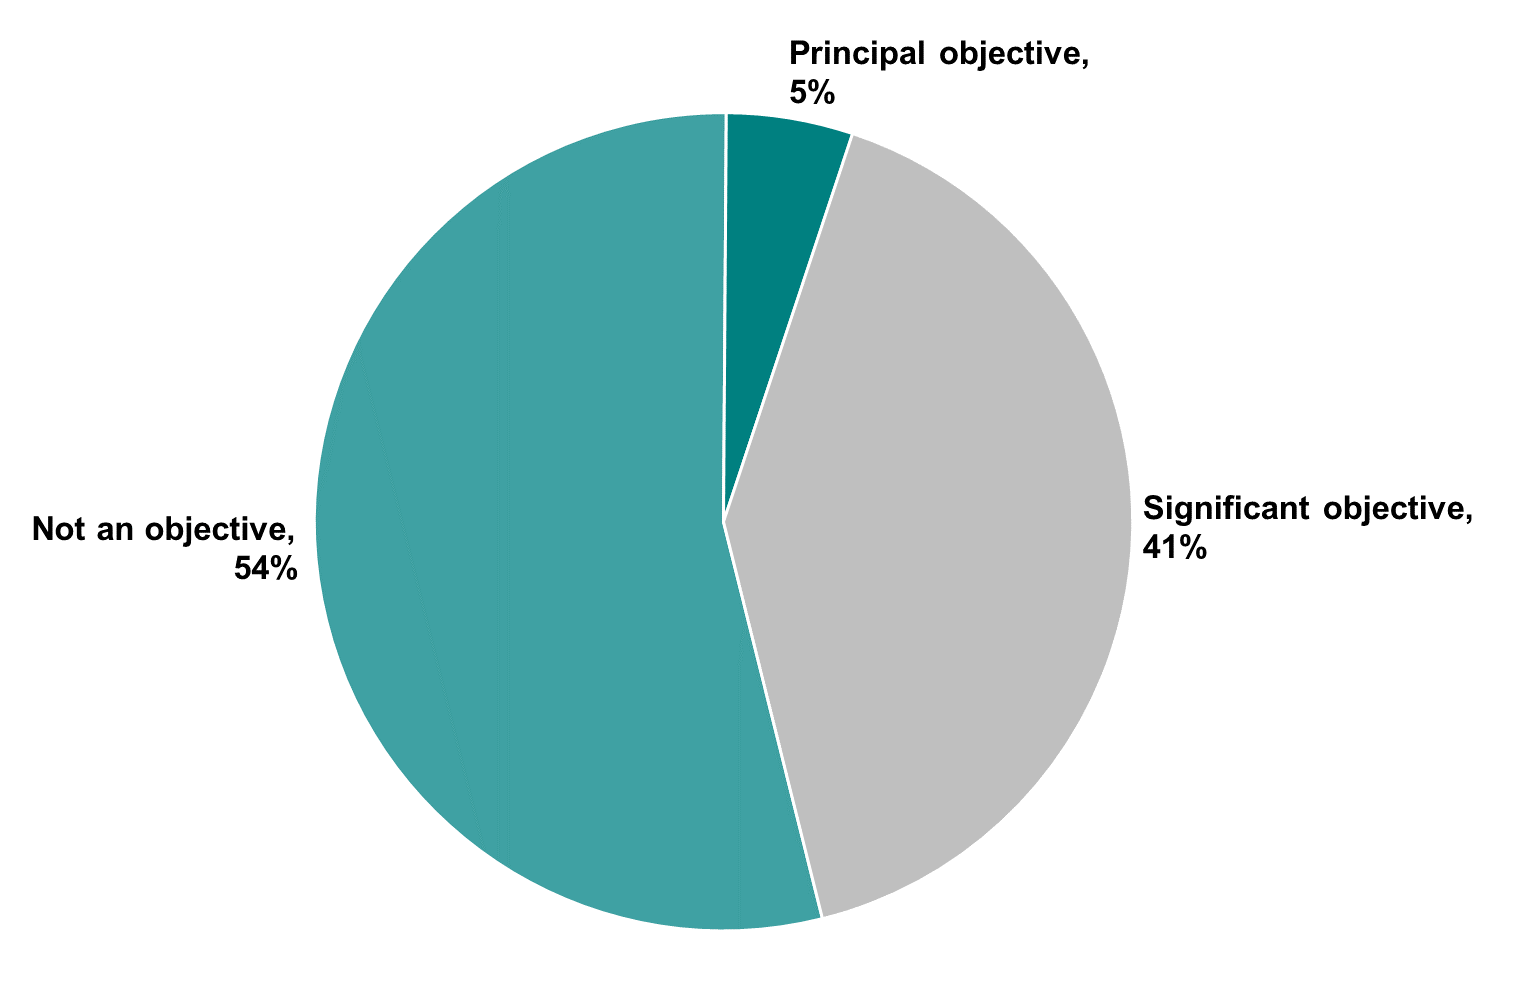 Principal objective,
5%
Significant objective,
41%
Not an objective,
54%